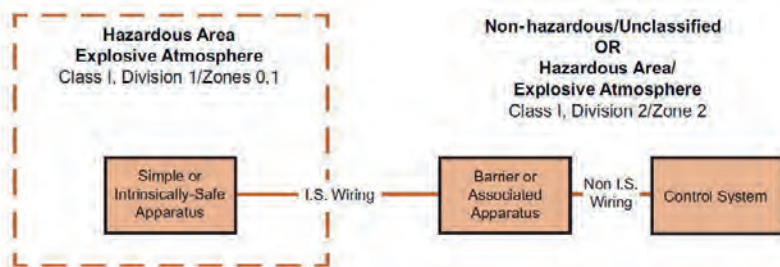 Hazardous Area
Explosive Atmosphere
Class I, Division 1/Zones 0.1
Non-hazardous/Unclassified
OR
Hazardous Area/
Explosive Atmosphere
Class I, Division 2/Zone 2
Simple or
Intrinsically-Safe
Apparatus
I.S. Wiring
Barrier or
Associated
Apparatus
Non I.S.
Wiring
Control System